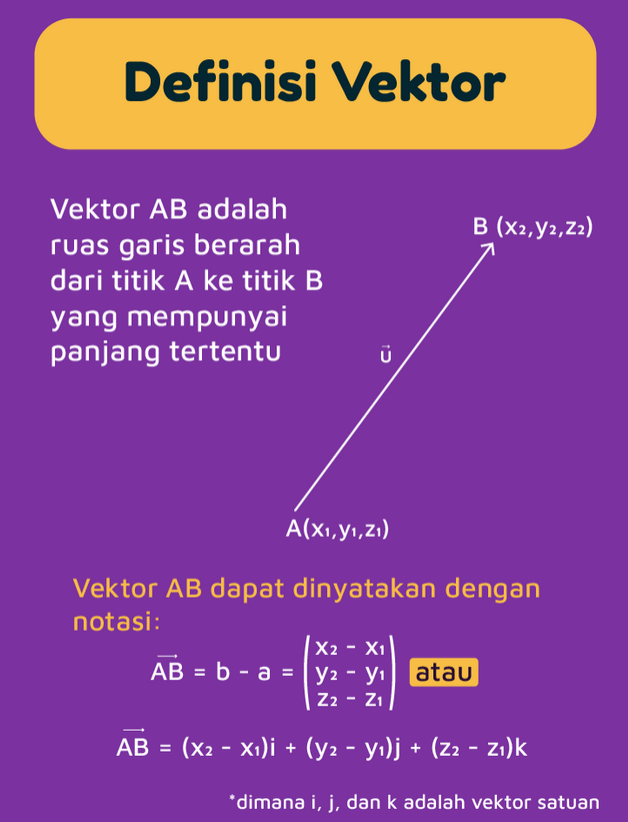 Definisi Vektor
Vektor AB adalah
ruas garis berarah
dari titik A ke titik B
yang mempunyai
panjang tertentu
B (x₂,y₂,z₂)
u⃗
A(x₁,y₁,z₁)
Vektor AB dapat dinyatakan dengan
notasi:
x₂ - x₁
AB⃗ = b - a = y₂ - y₁ atau
z₂ - z₁
AB⃗ = (x₂ - x₁)i + (y₂ - y₁)j + (z₂ - z₁)k
*dimana i, j, dan k adalah vektor satuan